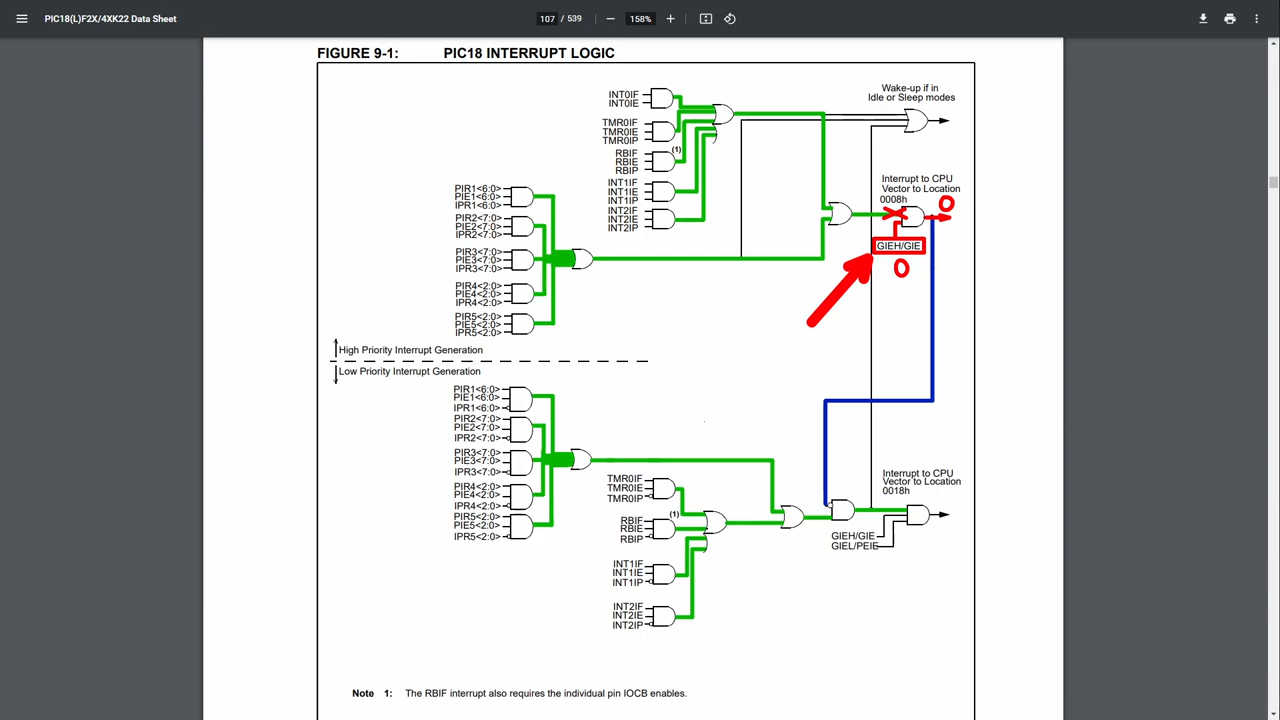 PIC18(L)F2X/4XK22 Data Sheet
107 / 539
158%
FIGURE 9-1: PIC18 INTERRUPT LOGIC
Wake-up if in
Idle or Sleep modes
INT0IF
INT0IE
TMR0IF
TMR0IE
TMR0IP
(1)
RBIF
RBIE
RBIP
INT1IF
INT1IE
INT1IP
INT2IF
INT2IE
INT2IP
Interrupt to CPU
Vector to Location
0008h
0
GIEH/GIE
0
PIR1<6:0>
PIE1<6:0>
IPR1<6:0>
PIR2<7:0>
PIE2<7:0>
IPR2<7:0>
PIR3<7:0>
PIE3<7:0>
IPR3<7:0>
PIR4<2:0>
PIE4<2:0>
IPR4<2:0>
PIR5<2:0>
PIE5<2:0>
IPR5<2:0>
High Priority Interrupt Generation
Low Priority Interrupt Generation
PIR1<6:0>
PIE1<6:0>
IPR1<6:0>
PIR2<7:0>
PIE2<7:0>
IPR2<7:0>
PIR3<7:0>
PIE3<7:0>
IPR3<7:0>
PIR4<2:0>
PIE4<2:0>
IPR4<2:0>
PIR5<2:0>
PIE5<2:0>
IPR5<2:0>
TMR0IF
TMR0IE
TMR0IP
(1)
RBIF
RBIE
RBIP
INT1IF
INT1IE
INT1IP
INT2IF
INT2IE
INT2IP
Interrupt to CPU
Vector to Location
0018h
GIEH/GIE
GIEL/PEIE
Note 1: The RBIF interrupt also requires the individual pin IOCB enables.